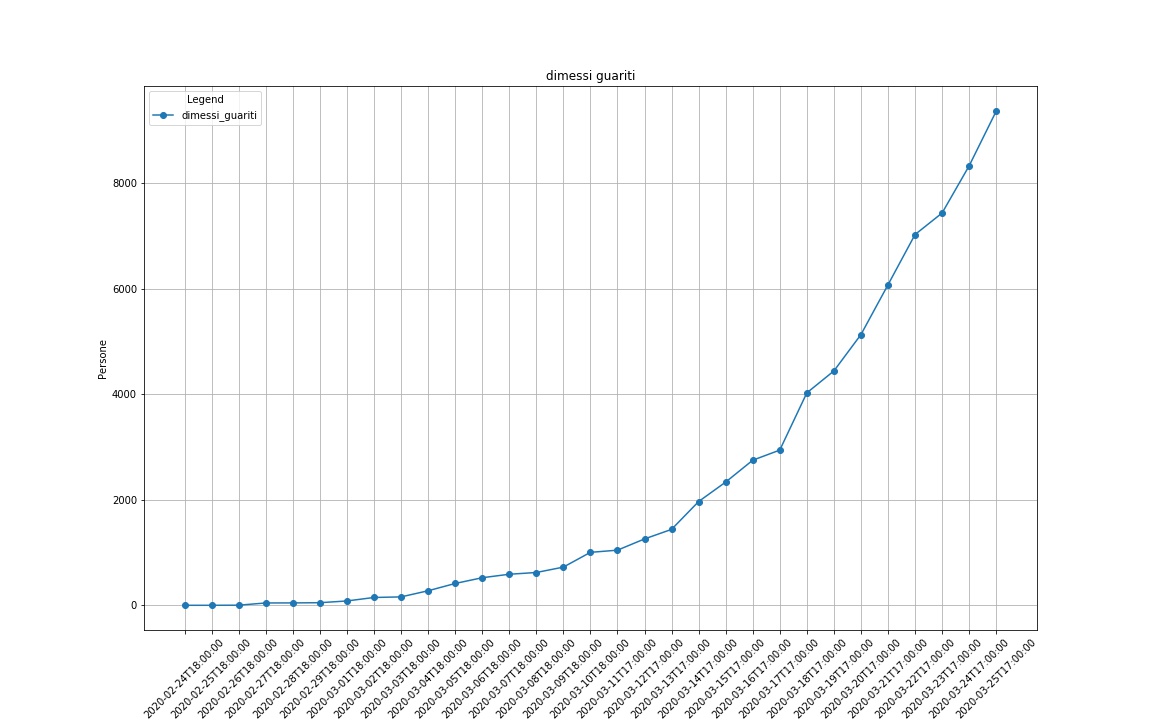 dimessi guariti
Legend
dimessi_guariti
Persone
8000
6000
4000
2000
0
2020-02-24T18:00:00
2020-02-25T18:00:00
2020-02-26T18:00:00
2020-02-27T18:00:00
2020-02-28T18:00:00
2020-02-29T18:00:00
2020-03-01T18:00:00
2020-03-02T18:00:00
2020-03-03T18:00:00
2020-03-04T18:00:00
2020-03-05T18:00:00
2020-03-06T18:00:00
2020-03-07T18:00:00
2020-03-08T18:00:00
2020-03-09T18:00:00
2020-03-10T18:00:00
2020-03-11T17:00:00
2020-03-12T17:00:00
2020-03-13T17:00:00
2020-03-14T17:00:00
2020-03-15T17:00:00
2020-03-16T17:00:00
2020-03-17T17:00:00
2020-03-18T17:00:00
2020-03-19T17:00:00
2020-03-20T17:00:00
2020-03-21T17:00:00
2020-03-22T17:00:00
2020-03-23T17:00:00
2020-03-24T17:00:00
2020-03-25T17:00:00